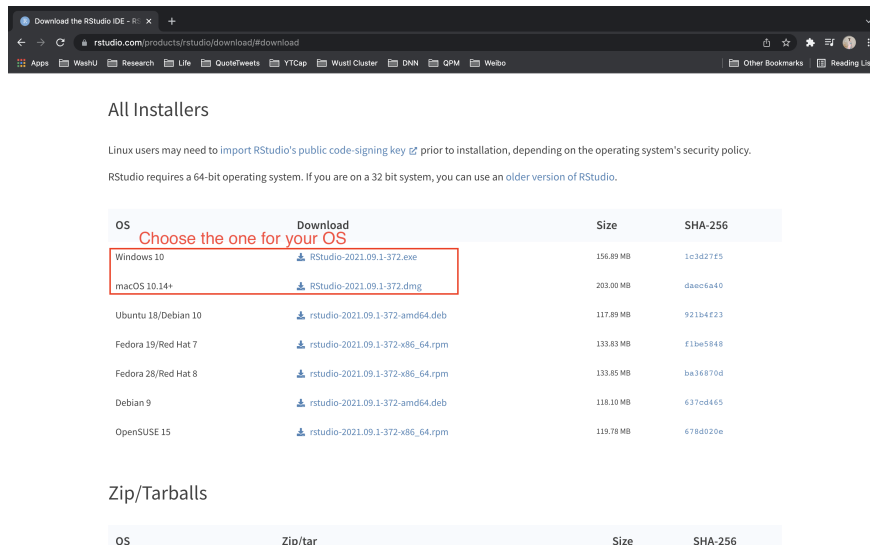 Download the RStudio IDE - RS
rstudio.com/products/rstudio/download/#download
Apps WashU Research Life QuoteTweets YTCap Wustl Cluster DNN QPM Weibo Other Bookmarks Reading Lis
All Installers
Linux users may need to import RStudio's public code-signing key prior to installation, depending on the operating system's security policy.
RStudio requires a 64-bit operating system. If you are on a 32 bit system, you can use an older version of RStudio.
OS Download Size SHA-256
Choose the one for your OS
Windows 10 RStudio-2021.09.1-372.exe 156.89 MB 1c3d27f5
macOS 10.14+ RStudio-2021.09.1-372.dmg 203.00 MB daec6a40
Ubuntu 18/Debian 10 rstudio-2021.09.1-372-amd64.deb 117.89 MB 921b4f23
Fedora 19/Red Hat 7 rstudio-2021.09.1-372-x86_64.rpm 133.83 MB f1be5848
Fedora 28/Red Hat 8 rstudio-2021.09.1-372-x86_64.rpm 133.85 MB ba36870d
Debian 9 rstudio-2021.09.1-372-amd64.deb 118.10 MB 637cd465
OpenSUSE 15 rstudio-2021.09.1-372-x86_64.rpm 119.78 MB 678d020e
Zip/Tarballs
OS Zip/tar Size SHA-256